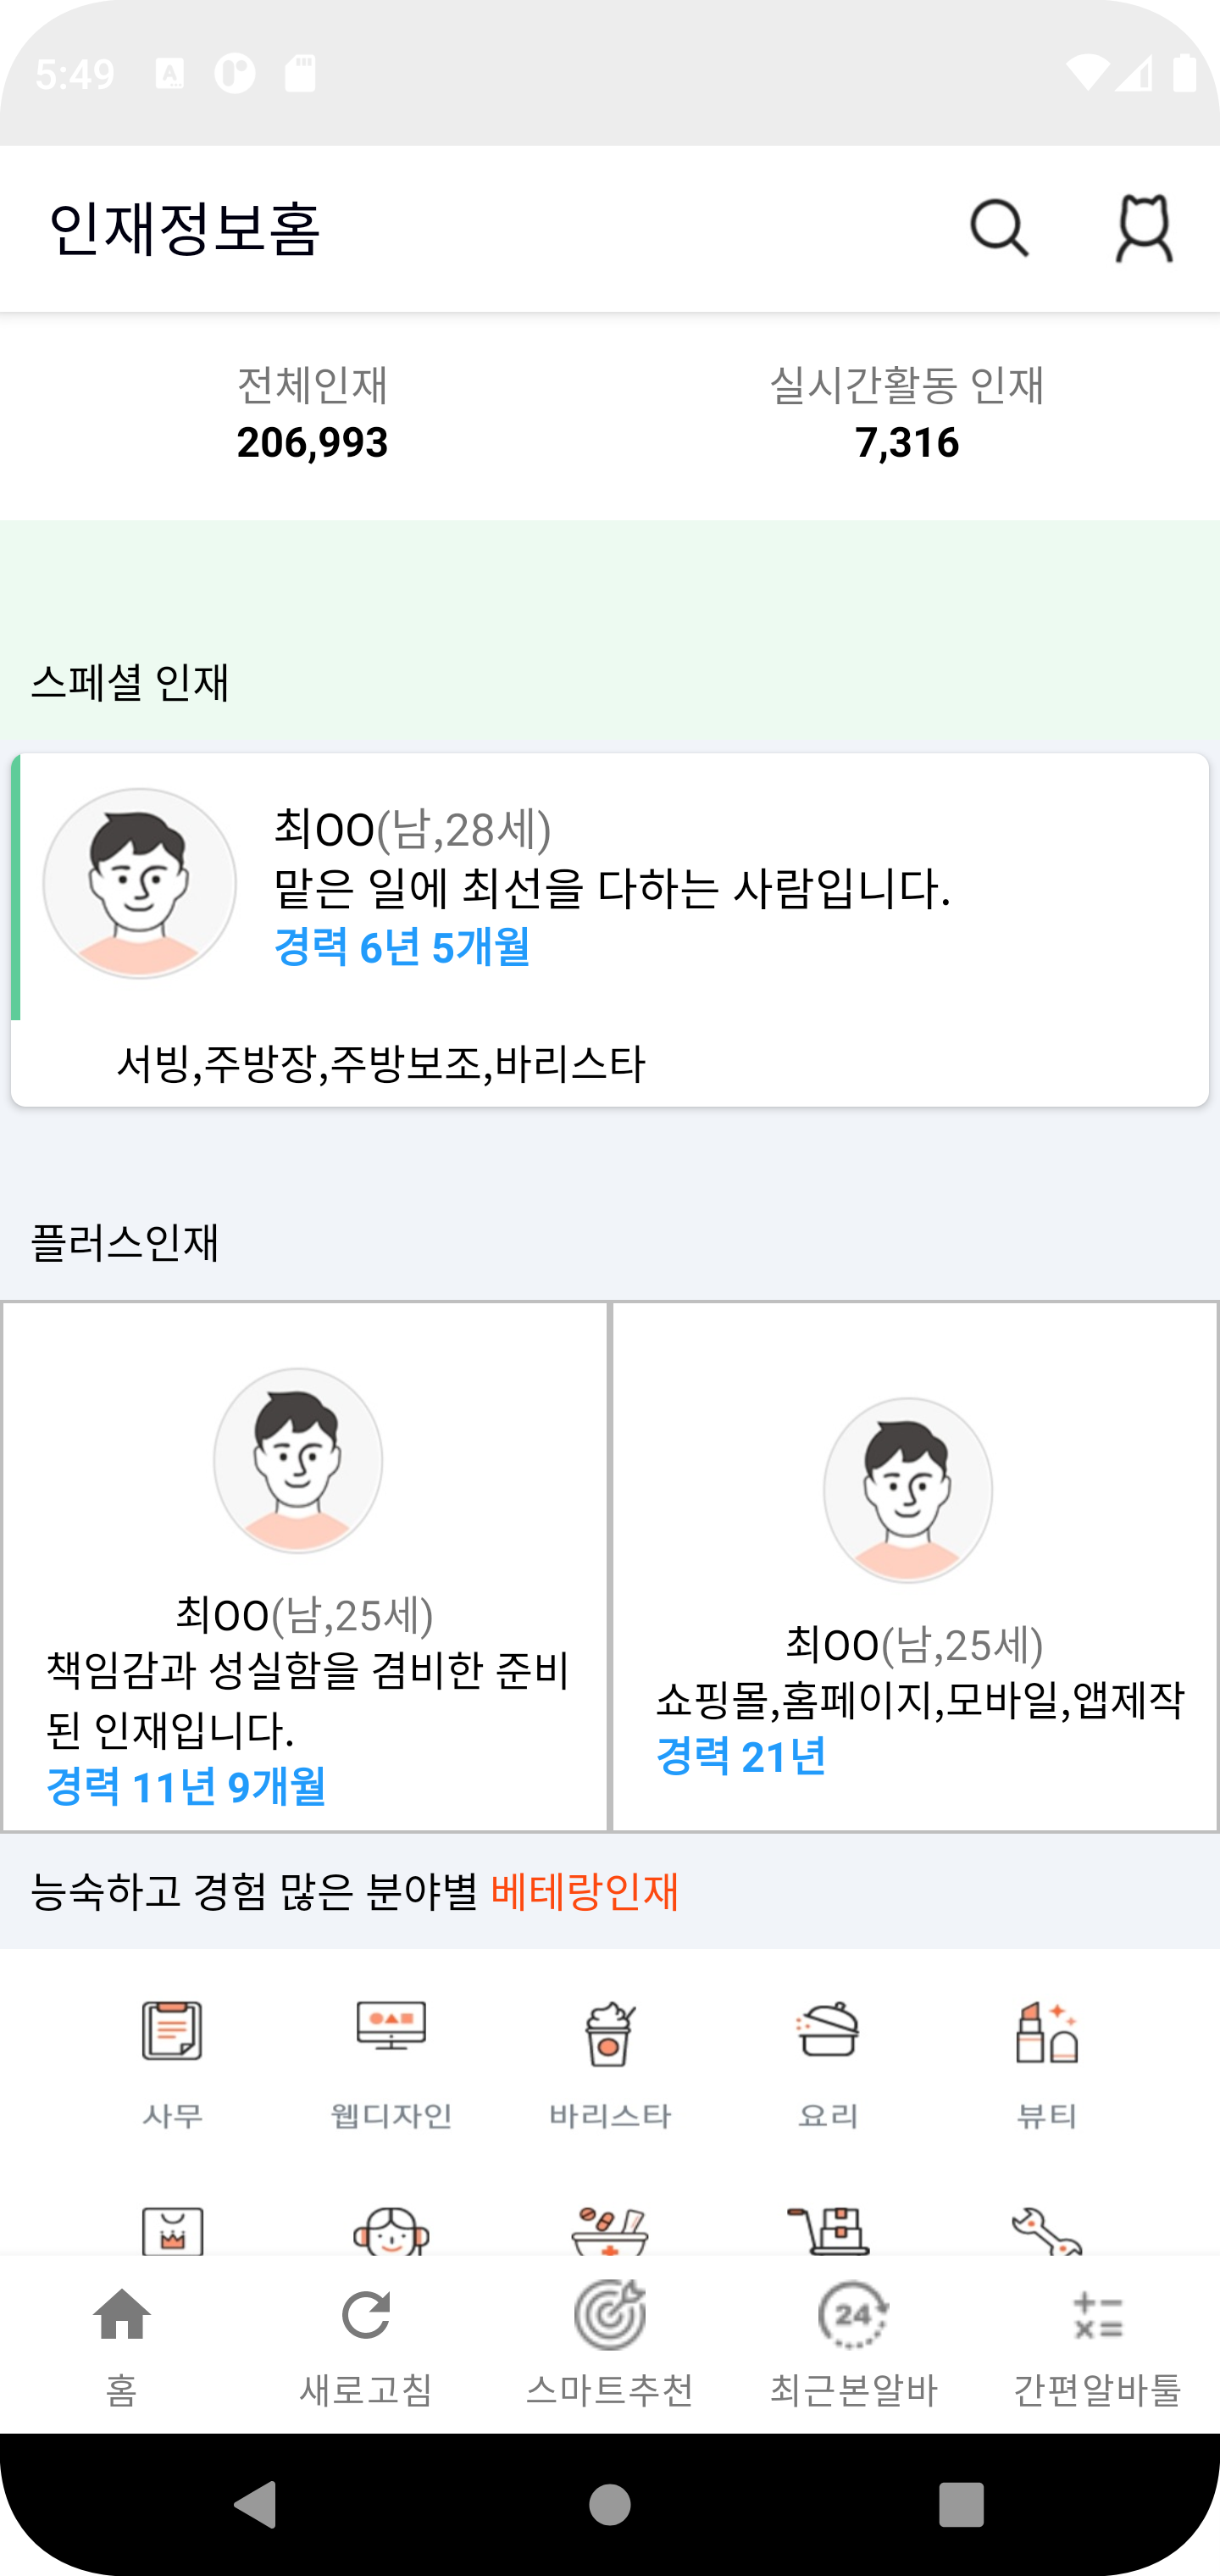 5:49
인재정보홈
전체인재
206,993
실시간활동 인재
7,316
스페셜 인재
최OO(남,28세)
맡은 일에 최선을 다하는 사람입니다.
경력 6년 5개월
서빙,주방장,주방보조,바리스타
플러스인재
최OO(남,25세)
책임감과 성실함을 겸비한 준비
된 인재입니다.
경력 11년 9개월
최OO(남,25세)
쇼핑몰,홈페이지,모바일,앱제작
경력 21년
능숙하고 경험 많은 분야별 베테랑인재
사무
웹디자인
바리스타
요리
뷰티
홈
새로고침
스마트추천
24
최근본알바
간편알바툴